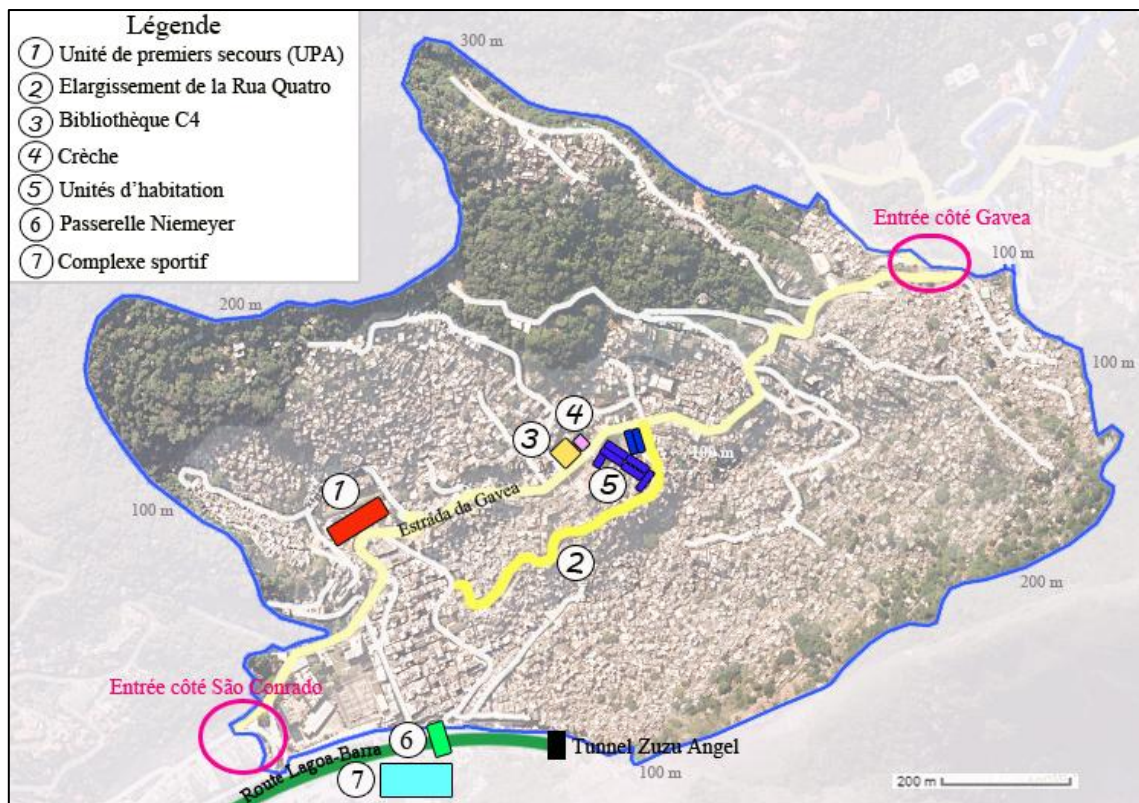 Légende
1 Unité de premiers secours (UPA)
2 Elargissement de la Rua Quatro
3 Bibliothèque C4
4 Crèche
5 Unités d’habitation
6 Passerelle Niemeyer
7 Complexe sportif
300 m
Entrée côté Gavea
100 m
200 m
100 m
4
3
100 m
5
1
Estrada da Gavea
100 m
2
200 m
Entrée côté São Conrado
6
Tunnel Zuzu Angel
Route Lagoa-Barra
7
100 m
200 m